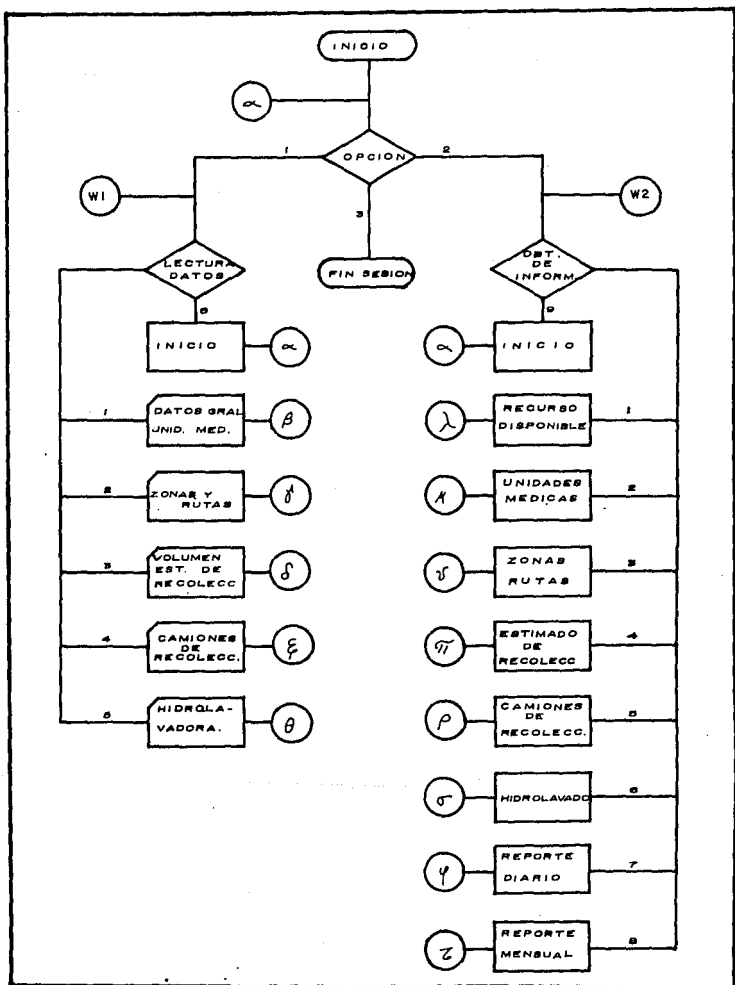 INICIO
α
1
OPCION
2
W1
3
W2
LECTURA
DATOS
FIN SESION
OBT.
DE
INFORM
6
9
INICIO
α
α
INICIO
1
DATOS GRAL
UNID. MED.
β
λ
RECURSO
DISPONIBLE
1
2
ZONAS Y
RUTAS
γ
UNIDADES
MEDICAS
2
3
VOLUMEN
EST. DE
RECOLECC
δ
ZONAS
RUTAS
3
4
CAMIONES
DE
RECOLECC.
ξ
π
ESTIMADO
DE
RECOLECC
4
5
HIDROLA-
VADORA.
θ
ρ
CAMIONES
DE
RECOLECC.
5
σ
HIDROLAVADO
6
φ
REPORTE
DIARIO
7
REPORTE
MENSUAL
8